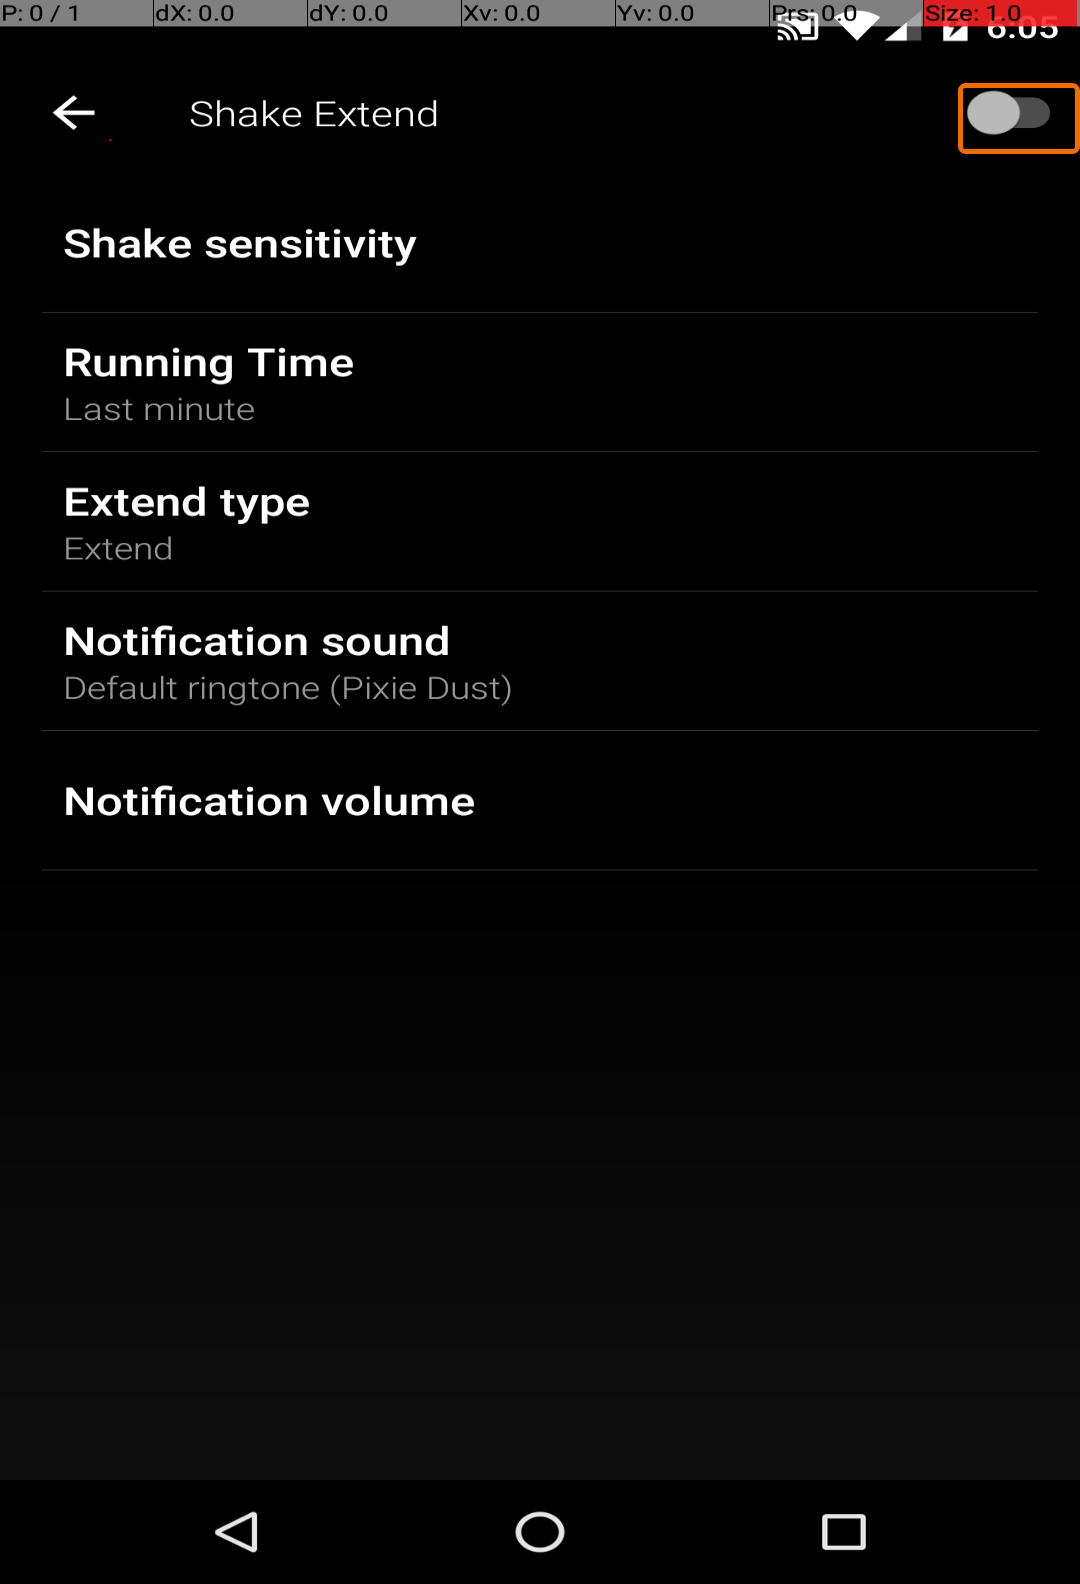 P: 0 / 1 dX: 0.0 dY: 0.0 Xv: 0.0 Yv: 0.0 Prs: 0.0 Size: 1.0
6:05
Shake Extend
Shake sensitivity
Running Time
Last minute
Extend type
Extend
Notification sound
Default ringtone (Pixie Dust)
Notification volume